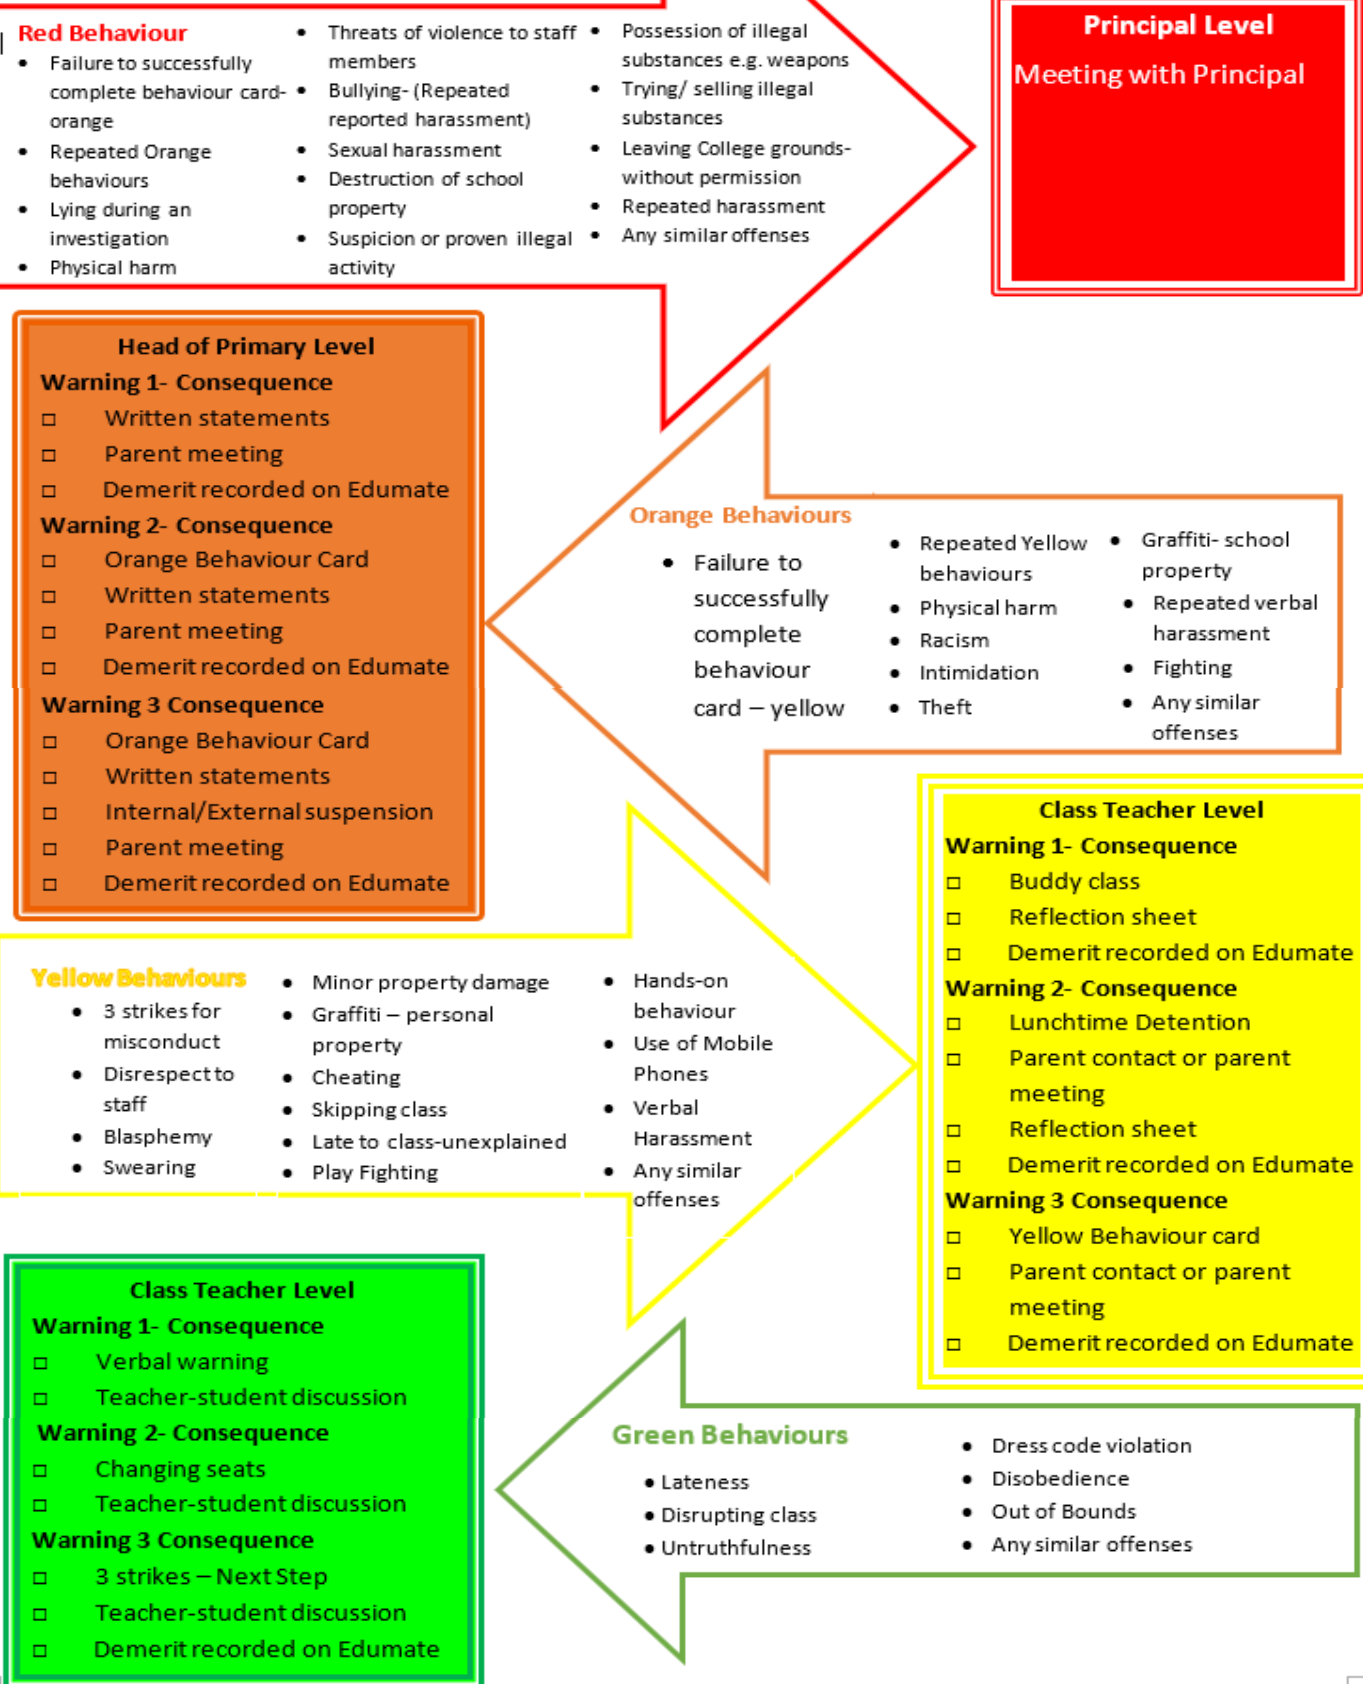 Red Behaviour
• Failure to successfully
complete behaviour card-
orange
• Repeated Orange
behaviours
• Lying during an
investigation
• Physical harm
• Threats of violence to staff
members
• Bullying- (Repeated
reported harassment)
• Sexual harassment
• Destruction of school
property
• Suspicion or proven illegal
activity
• Possession of illegal
substances e.g. weapons
• Trying/ selling illegal
substances
• Leaving College grounds-
without permission
• Repeated harassment
• Any similar offenses
Principal Level
Meeting with Principal
Head of Primary Level
Warning 1- Consequence
□ Written statements
□ Parent meeting
□ Demerit recorded on Edumate
Warning 2- Consequence
□ Orange Behaviour Card
□ Written statements
□ Parent meeting
□ Demerit recorded on Edumate
Warning 3 Consequence
□ Orange Behaviour Card
□ Written statements
□ Internal/External suspension
□ Parent meeting
□ Demerit recorded on Edumate
Orange Behaviours
• Failure to
successfully
complete
behaviour
card – yellow
• Repeated Yellow
behaviours
• Physical harm
• Racism
• Intimidation
• Theft
• Graffiti- school
property
• Repeated verbal
harassment
• Fighting
• Any similar
offenses
Yellow Behaviours
• 3 strikes for
misconduct
• Disrespect to
staff
• Blasphemy
• Swearing
• Minor property damage
• Graffiti – personal
property
• Cheating
• Skipping class
• Late to class-unexplained
• Play Fighting
• Hands-on
behaviour
• Use of Mobile
Phones
• Verbal
Harassment
• Any similar
offenses
Class Teacher Level
Warning 1- Consequence
□ Buddy class
□ Reflection sheet
□ Demerit recorded on Edumate
Warning 2- Consequence
□ Lunchtime Detention
□ Parent contact or parent
meeting
□ Reflection sheet
□ Demerit recorded on Edumate
Warning 3 Consequence
□ Yellow Behaviour card
□ Parent contact or parent
meeting
□ Demerit recorded on Edumate
Class Teacher Level
Warning 1- Consequence
□ Verbal warning
□ Teacher-student discussion
Warning 2- Consequence
□ Changing seats
□ Teacher-student discussion
Warning 3 Consequence
□ 3 strikes – Next Step
□ Teacher-student discussion
□ Demerit recorded on Edumate
Green Behaviours
• Lateness
• Disrupting class
• Untruthfulness
• Dress code violation
• Disobedience
• Out of Bounds
• Any similar offenses